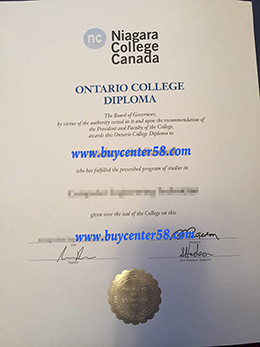 nc Niagara
College
Canada
ONTARIO COLLEGE
DIPLOMA
The Board of Governors,
by virtue of the authority vested in it and upon the recommendation of
the President and Faculty of the College,
awards this Ontario College Diploma to
www.buycenter58.com
who has fulfilled the prescribed program of studies in
given over the seal of the College on this
www.buycenter58.com